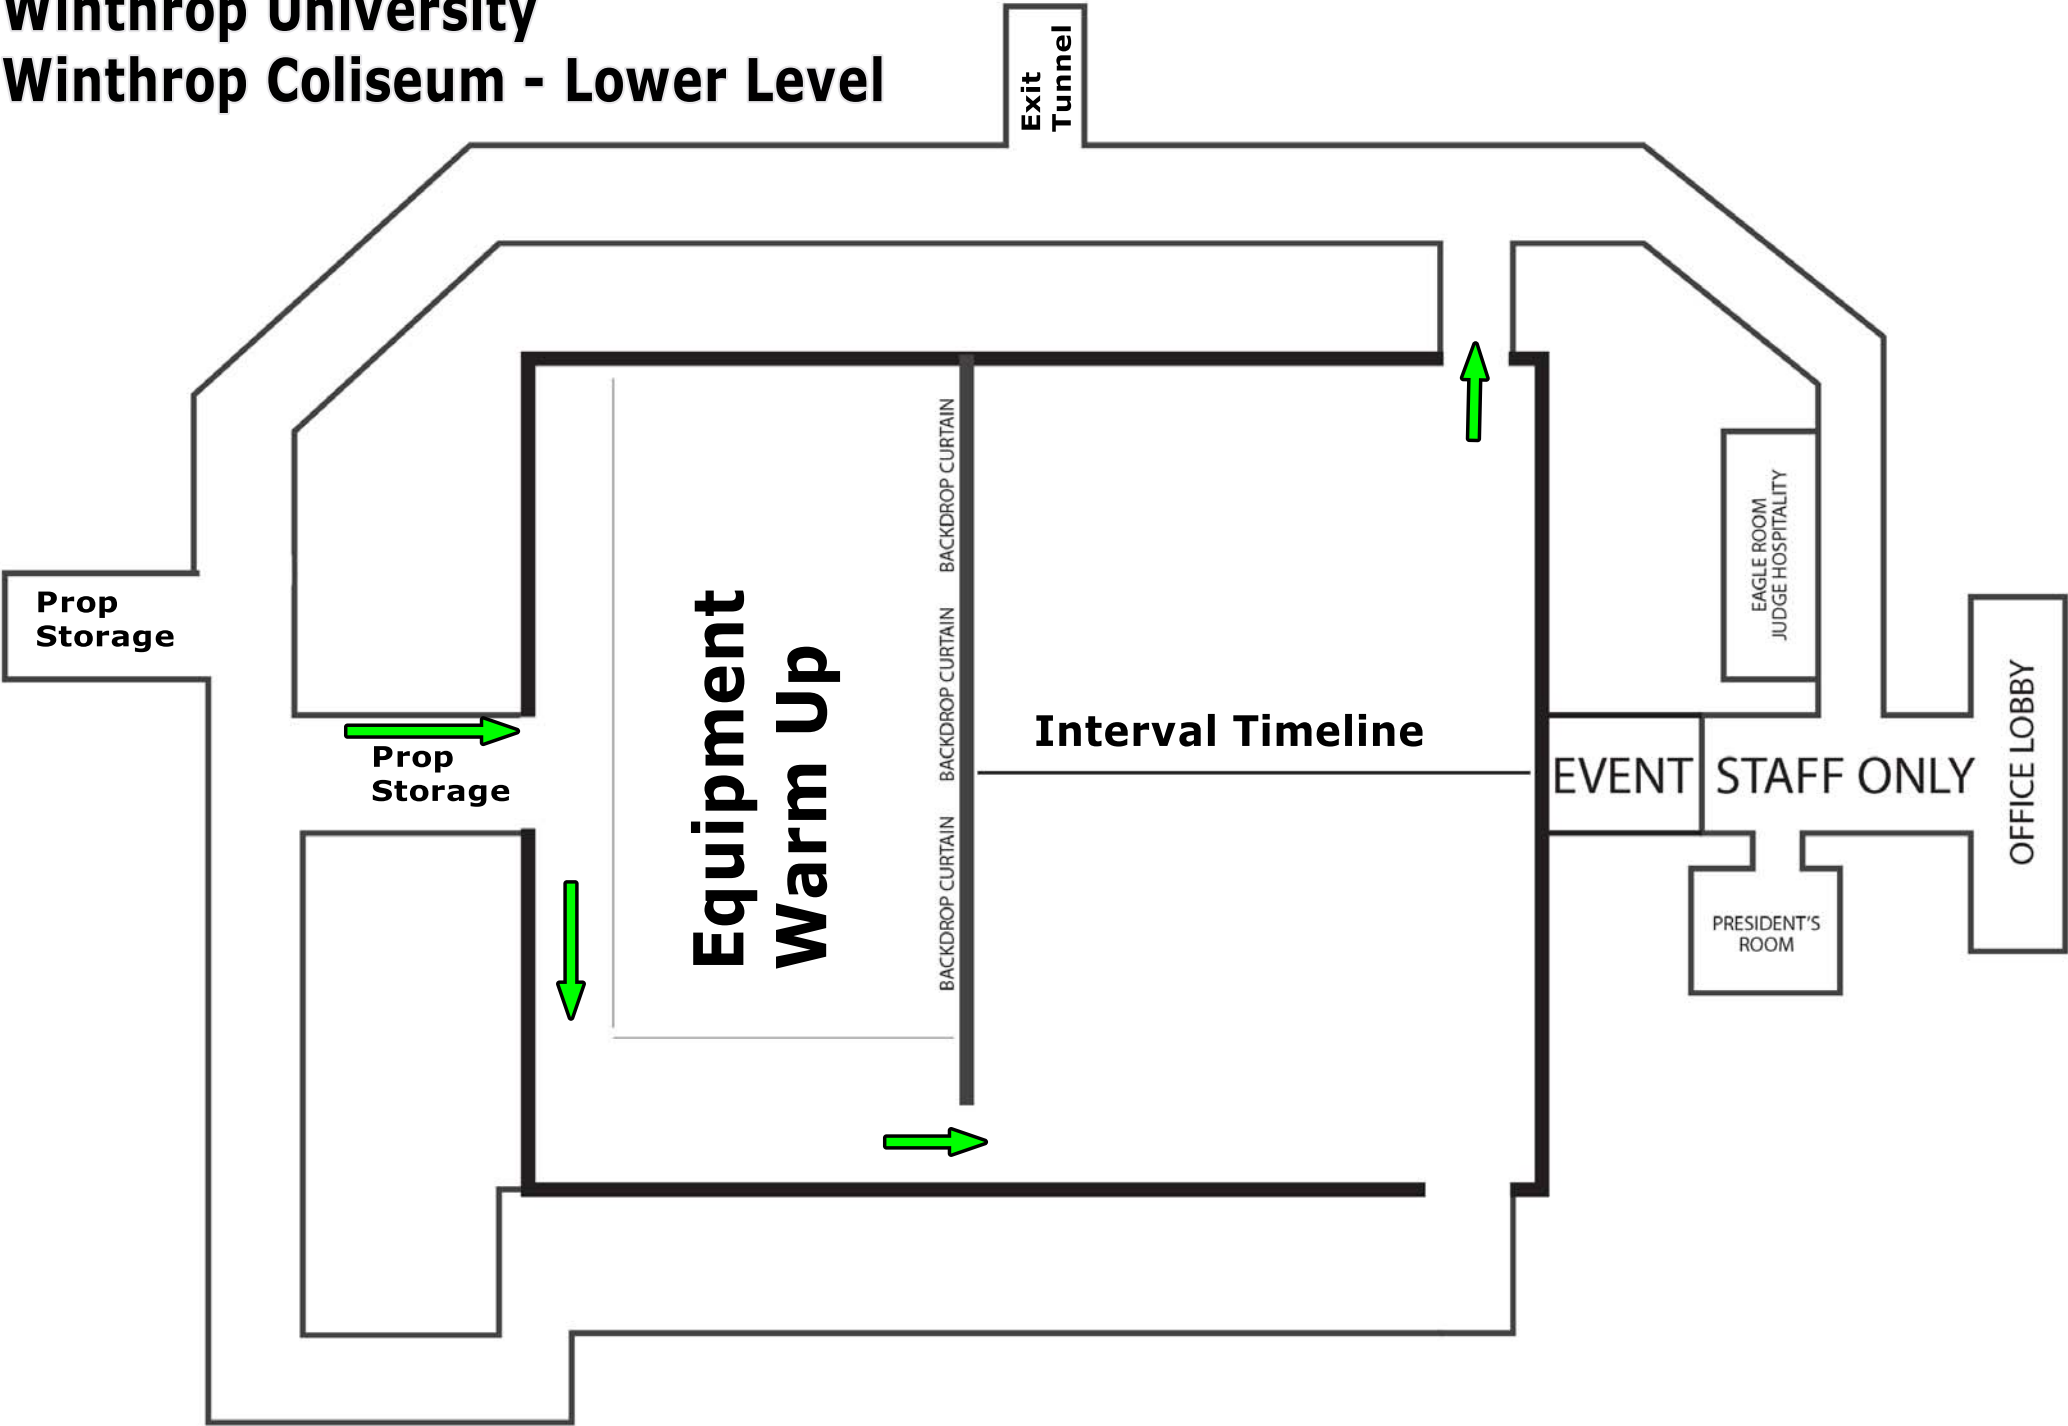 Winthrop University
Winthrop Coliseum - Lower Level
Exit
Tunnel
Prop
Storage
Prop
Storage
Equipment
Warm Up
BACKDROP CURTAIN
BACKDROP CURTAIN
BACKDROP CURTAIN
Interval Timeline
EAGLE ROOM
JUDGE HOSPITALITY
EVENT STAFF ONLY
OFFICE LOBBY
PRESIDENT'S
ROOM